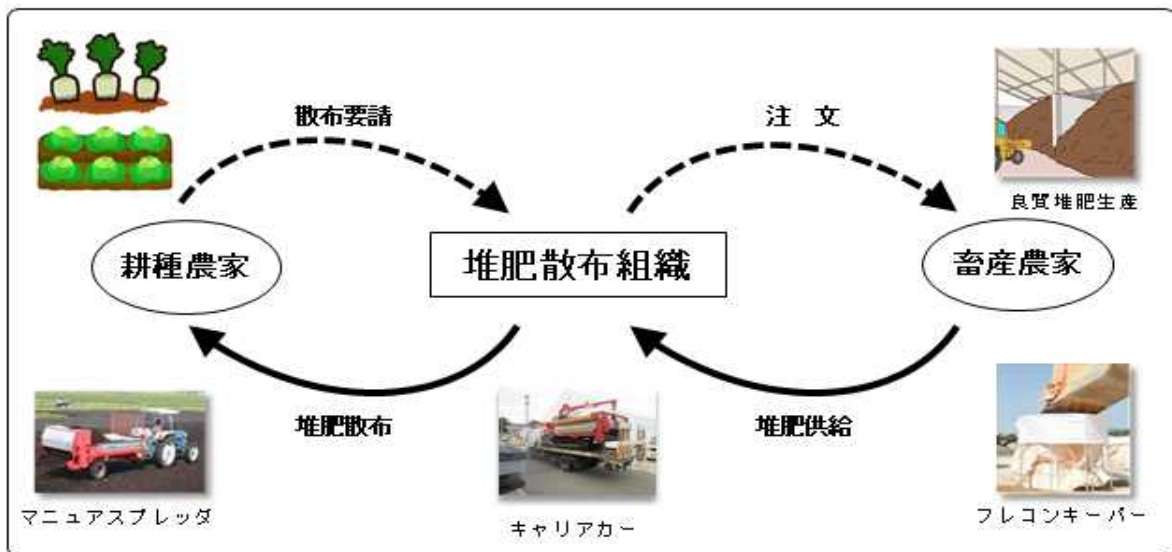 散布要請
注　文
良質堆肥生産
耕種農家
堆肥散布組織
畜産農家
堆肥散布
堆肥供給
マニュアスプレッダ
キャリアカー
フレコンキーパー